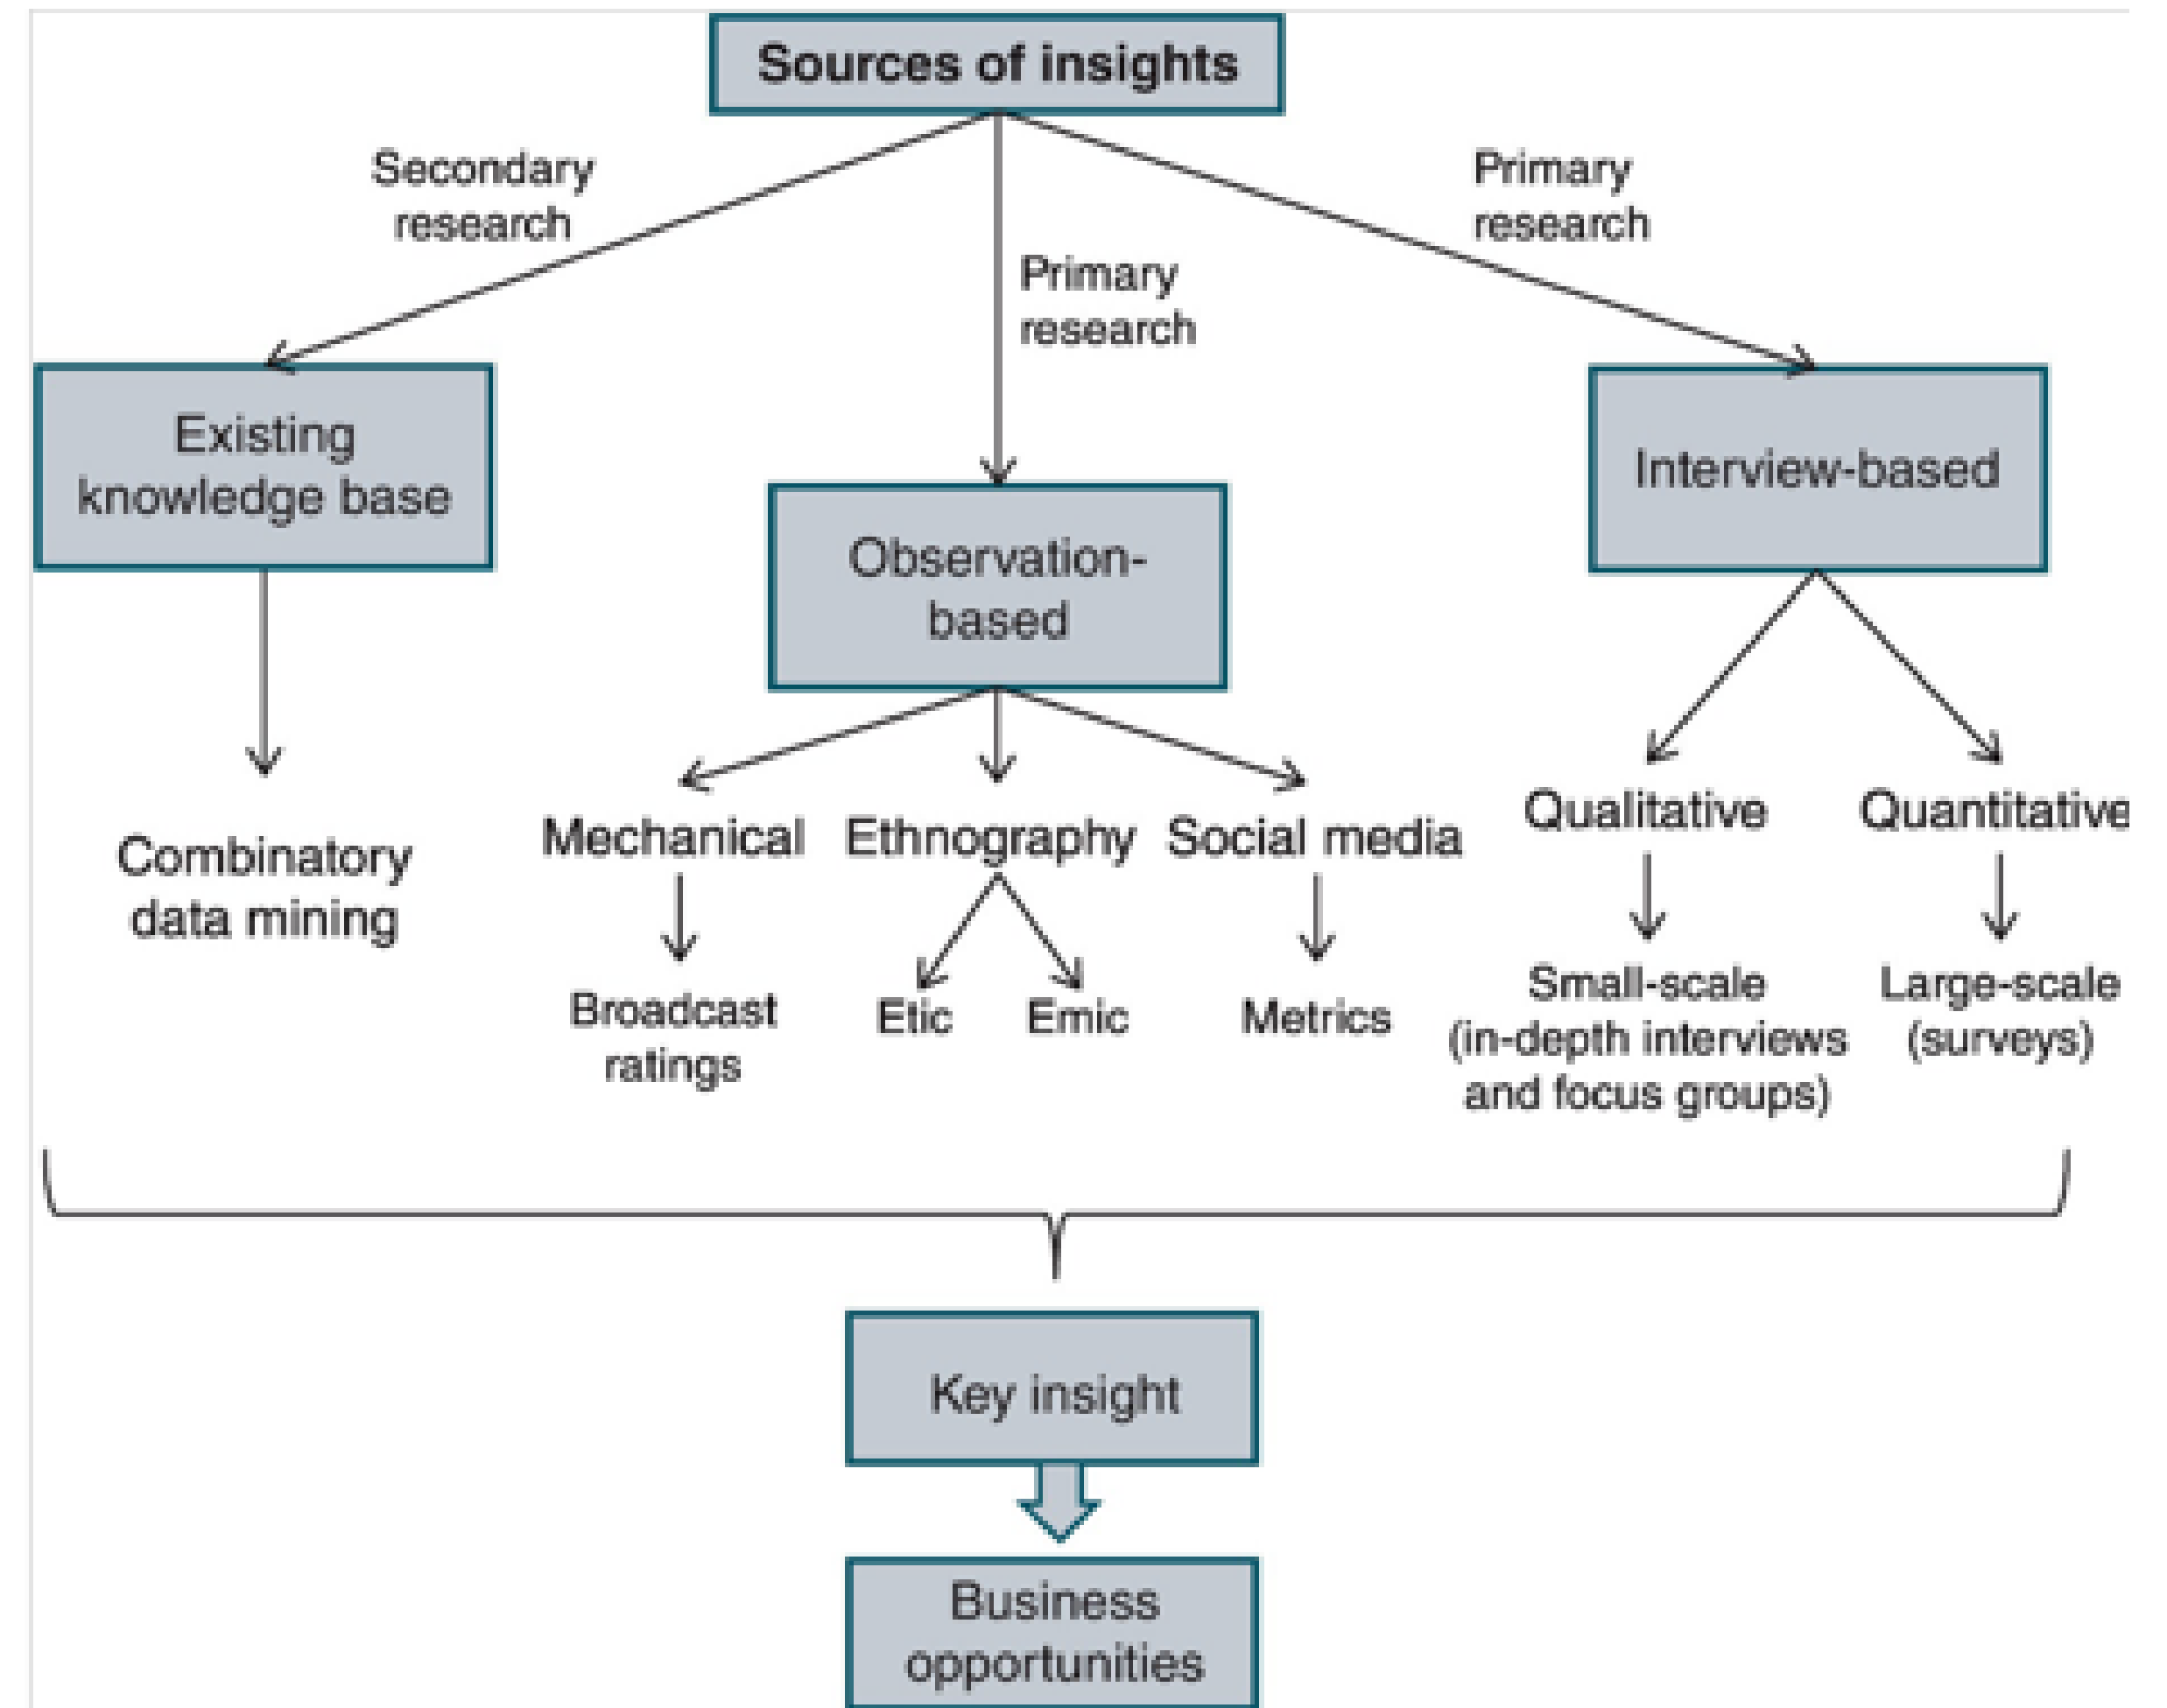 Sources of insights
Secondary
research
Primary
research
Primary
research
Existing
knowledge base
Observation-
based
Interview-based
Combinatory
data mining
Mechanical
Broadcast
ratings
Ethnography
Etic
Emic
Social media
Metrics
Qualitative
Small-scale
(in-depth interviews
and focus groups)
Quantitative
Large-scale
(surveys)
Key insight
Business
opportunities